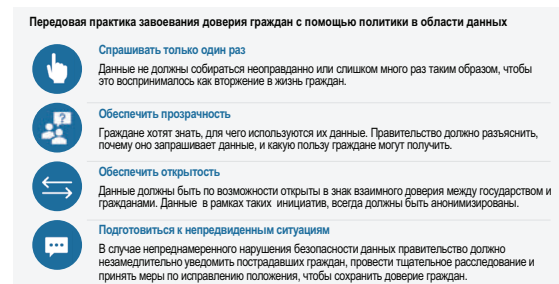 Передовая практика завоевания доверия граждан с помощью политики в области данных
Спрашивать только один раз
Данные не должны собираться неоправданно или слишком много раз таким образом, чтобы
это воспринималось как вторжение в жизнь граждан.
?
Обеспечить прозрачность
Граждане хотят знать, для чего используются их данные. Правительство должно разъяснить,
почему оно запрашивает данные, и какую пользу граждане могут получить.
Обеспечить открытость
Данные должны быть по возможности открыты в знак взаимного доверия между государством и
гражданами. Данные в рамках таких инициатив, всегда должны быть анонимизированы.
Подготовиться к непредвиденным ситуациям
В случае непреднамеренного нарушения безопасности данных правительство должно
незамедлительно уведомить пострадавших граждан, провести тщательное расследование и
принять меры по исправлению положения, чтобы сохранить доверие граждан.